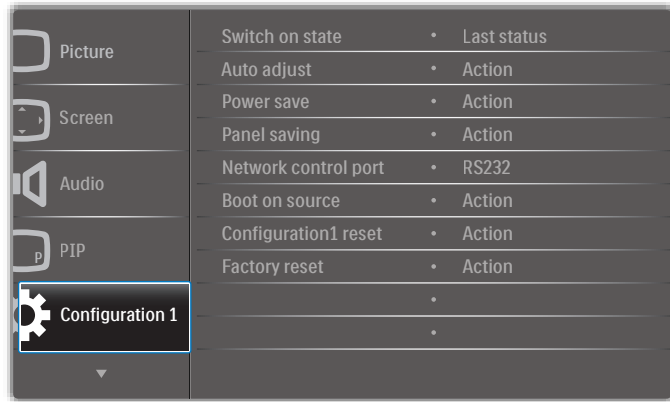 Picture
Screen
Audio
P
PIP
Configuration 1
Switch on state • Last status
Auto adjust • Action
Power save • Action
Panel saving • Action
Network control port • RS232
Boot on source • Action
Configuration1 reset • Action
Factory reset • Action
•
•